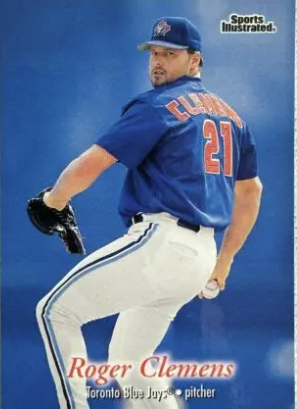 Sports
Illustrated
CLEMENS
21
Roger Clemens
Toronto Blue Jays • pitcher